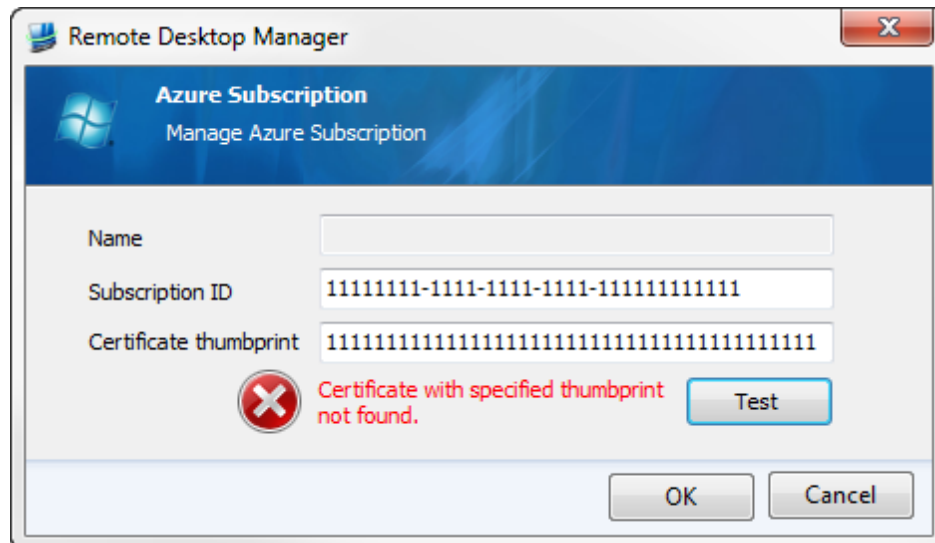 Remote Desktop Manager
Azure Subscription
Manage Azure Subscription
Name
Subscription ID
11111111-1111-1111-1111-111111111111
Certificate thumbprint
1111111111111111111111111111111111111111
Certificate with specified thumbprint
not found.
Test
OK
Cancel